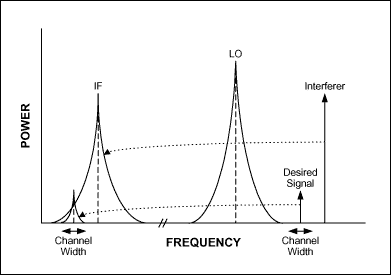 LO
IF
Interferer
POWER
Desired
Signal
Channel
Width
FREQUENCY
Channel
Width